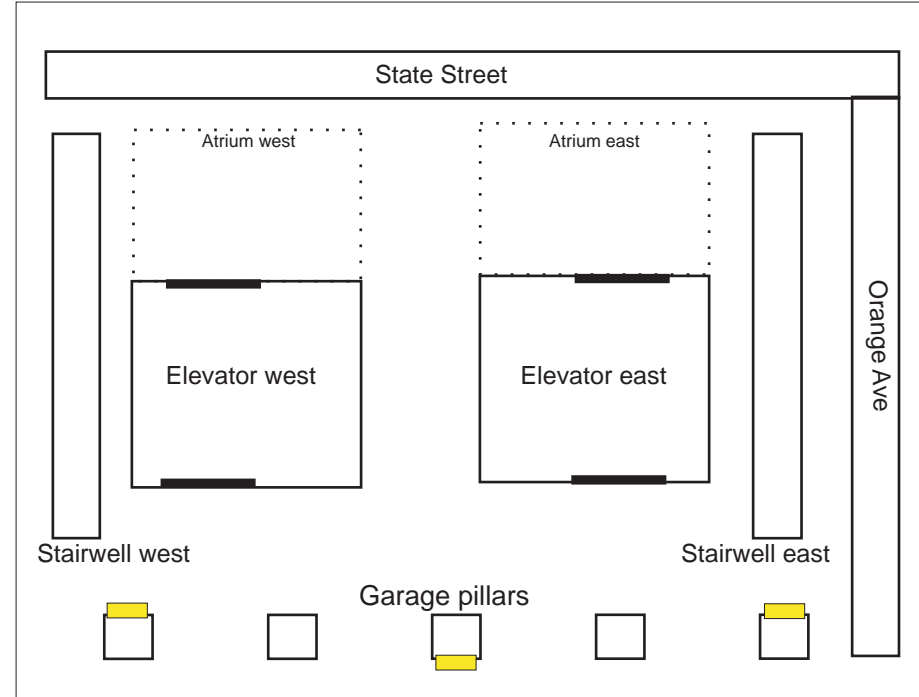 State Street
Atrium west
Atrium east
Elevator west
Elevator east
Orange Ave
Stairwell west
Stairwell east
Garage pillars